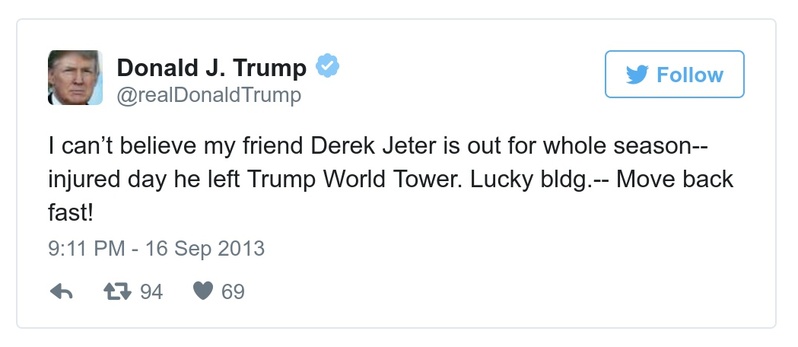 Donald J. Trump
@realDonaldTrump
Follow
I can’t believe my friend Derek Jeter is out for whole season--
injured day he left Trump World Tower. Lucky bldg.-- Move back
fast!
9:11 PM - 16 Sep 2013
94 69